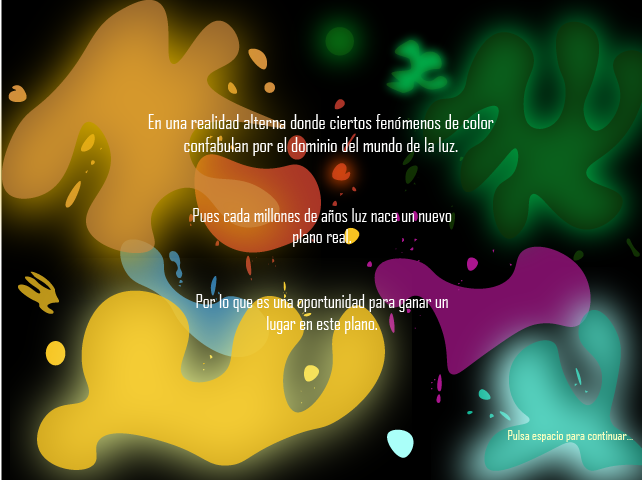 En una realidad alterna donde ciertos fenómenos de color
confabulan por el dominio del mundo de la luz.
Pues cada millones de años luz nace un nuevo
plano real.
Por lo que es una oportunidad para ganar un
lugar en este plano.
Pulsa espacio para continuar...